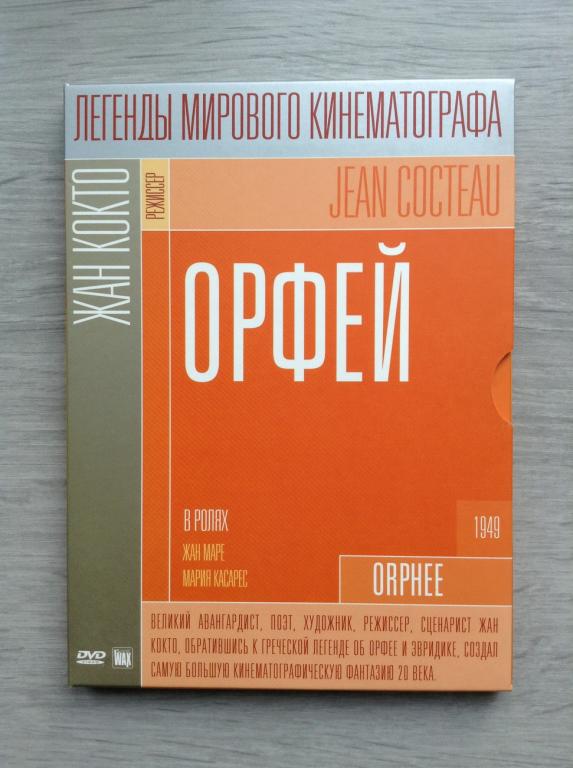 ЛЕГЕНДЫ МИРОВОГО КИНЕМАТОГРАФА
ЖАН КОКТО
РЕЖИССЕР
JEAN COCTEAU
ОРФЕЙ
В РОЛЯХ
ЖАН МАРЕ
МАРИЯ КАСАРЕС
1949
ORPHEE
ВЕЛИКИЙ АВАНГАРДИСТ, ПОЭТ, ХУДОЖНИК, РЕЖИССЕР, СЦЕНАРИСТ ЖАН
КОКТО, ОБРАТИВШИСЬ К ГРЕЧЕСКОЙ ЛЕГЕНДЕ ОБ ОРФЕЕ И ЭВРИДИКЕ, СОЗДАЛ
САМУЮ БОЛЬШУЮ КИНЕМАТОГРАФИЧЕСКУЮ ФАНТАЗИЮ 20 ВЕКА.
DVD
VIDEO
WAX